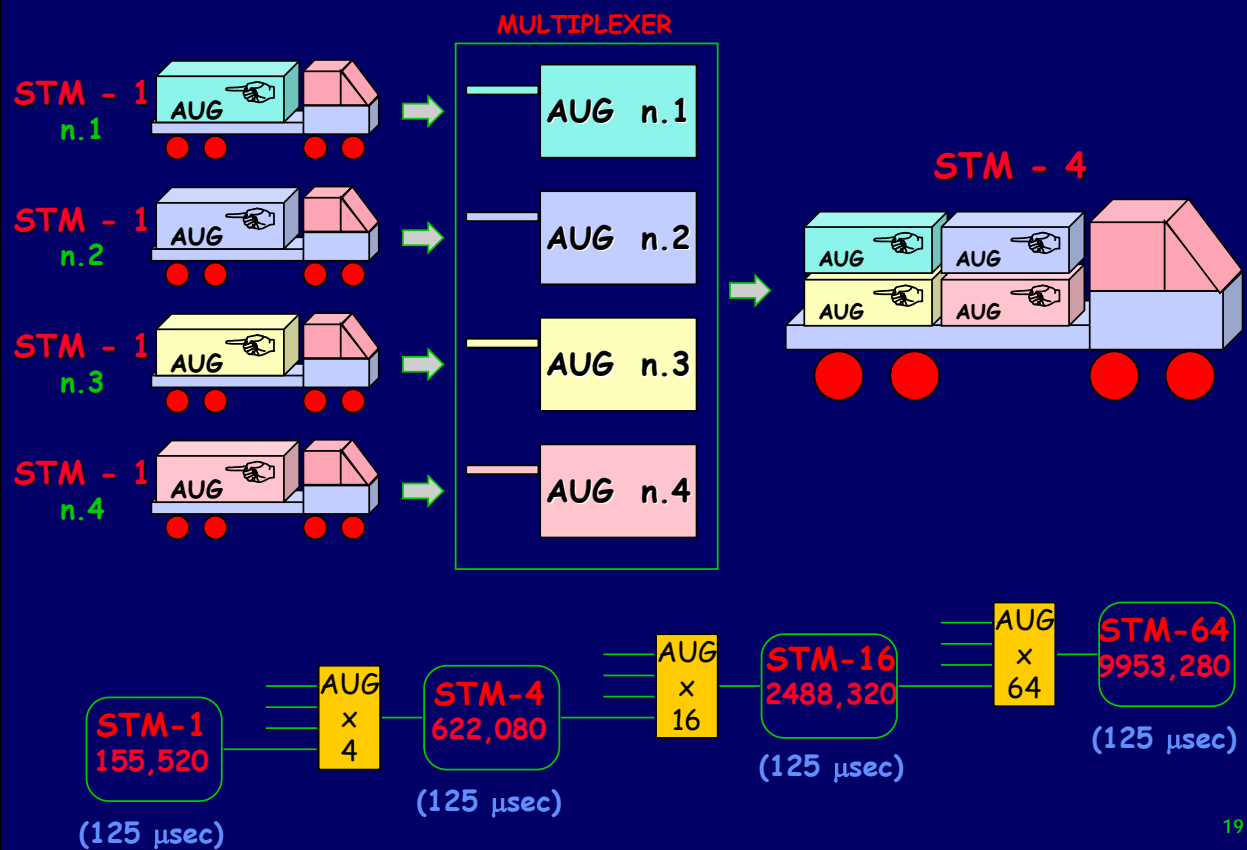 MULTIPLEXER
STM - 1
n.1
AUG
AUG n.1
STM - 1
n.2
AUG
AUG n.2
STM - 1
n.3
AUG
AUG n.3
STM - 1
n.4
AUG
AUG n.4
STM - 4
AUG
AUG
AUG
AUG
STM-1
155,520
(125 μsec)
AUG
x
4
STM-4
622,080
(125 μsec)
AUG
x
16
STM-16
2488,320
(125 μsec)
AUG
x
64
STM-64
9953,280
(125 μsec)
19